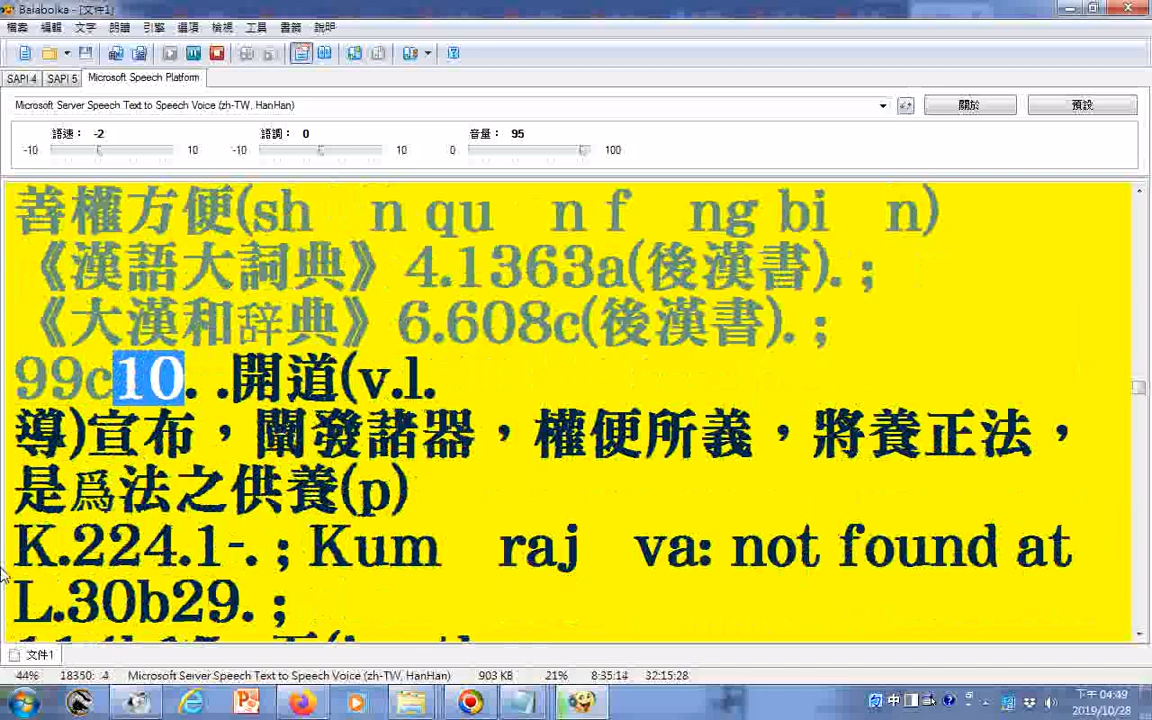 Balabolka - [文件1]
檔案 編輯 文字 朗讀 引擎 選項 檢視 工具 書籤 說明
SAPI 4 SAPI 5 Microsoft Speech Platform
Microsoft Server Speech Text to Speech Voice (zh-TW, HanHan) 關於 預設
語速： -2 語調： 0 音量： 95
-10 10 -10 10 0 100
善權方便(sh n qu n f ng bi n)
《漢語大詞典》4.1363a(後漢書). ;
《大漢和辞典》6.608c(後漢書). ;
99c10. .開道(v.l.
導)宣布，闡發諸器，權便所義，將養正法，
是爲法之供養(p)
K.224.1-. ; Kum raj va: not found at
L.30b29. ;
文件1
44% 18350: 4 Microsoft Server Speech Text to Speech Voice (zh-TW, HanHan) 903 KB 21% 8:35:14 32:15:28
中 下午 04:49
2019/10/28